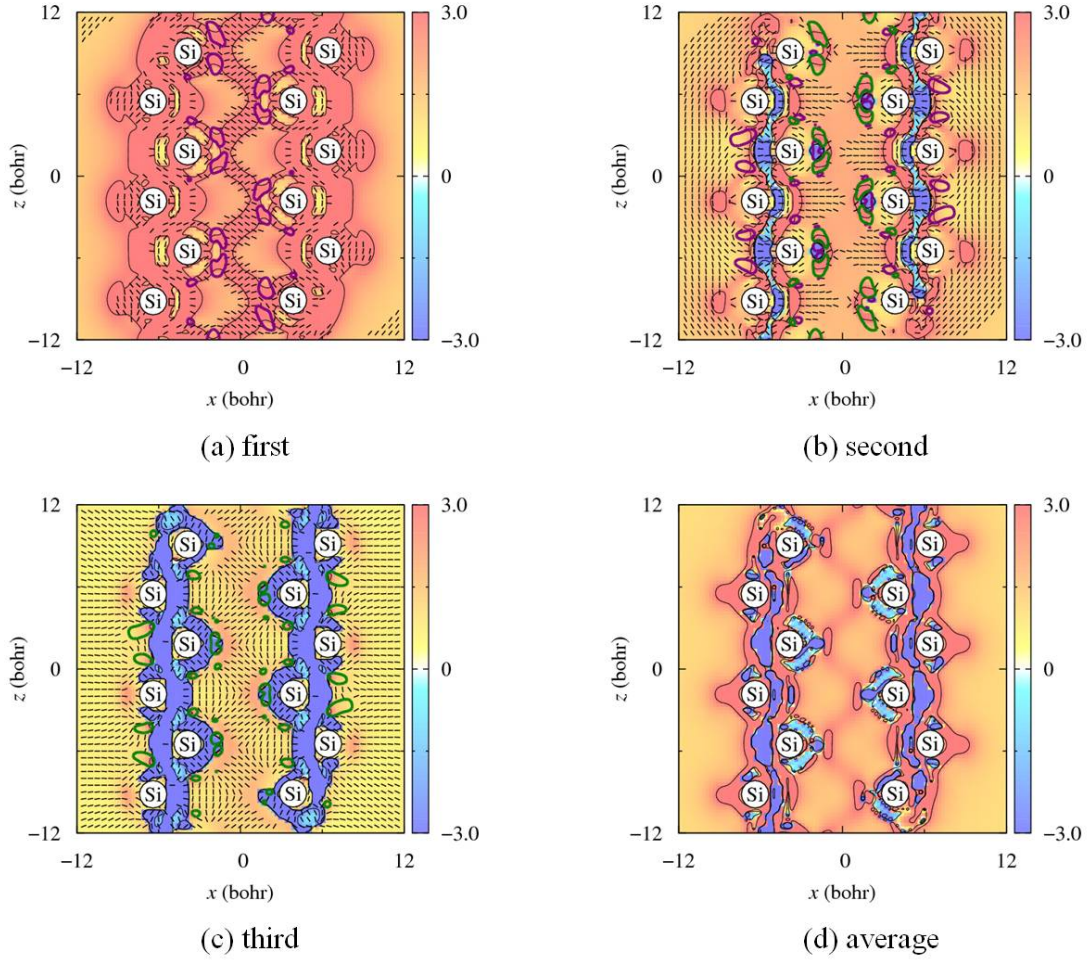 12
3.0
Si Si
Si Si
Si Si
z (bohr)
0
0
Si Si
Si Si
Si Si
−12
−3.0
−12 0 12
x (bohr)
(a) first
12
3.0
Si Si
Si Si
Si Si
z (bohr)
0
0
Si Si
Si Si
Si Si
−12
−3.0
−12 0 12
x (bohr)
(b) second
12
3.0
Si Si
Si Si
Si Si
z (bohr)
0
0
Si Si
Si Si
Si Si
−12
−3.0
−12 0 12
x (bohr)
(c) third
12
3.0
Si Si
Si Si
Si Si
z (bohr)
0
0
Si Si
Si Si
Si Si
−12
−3.0
−12 0 12
x (bohr)
(d) average